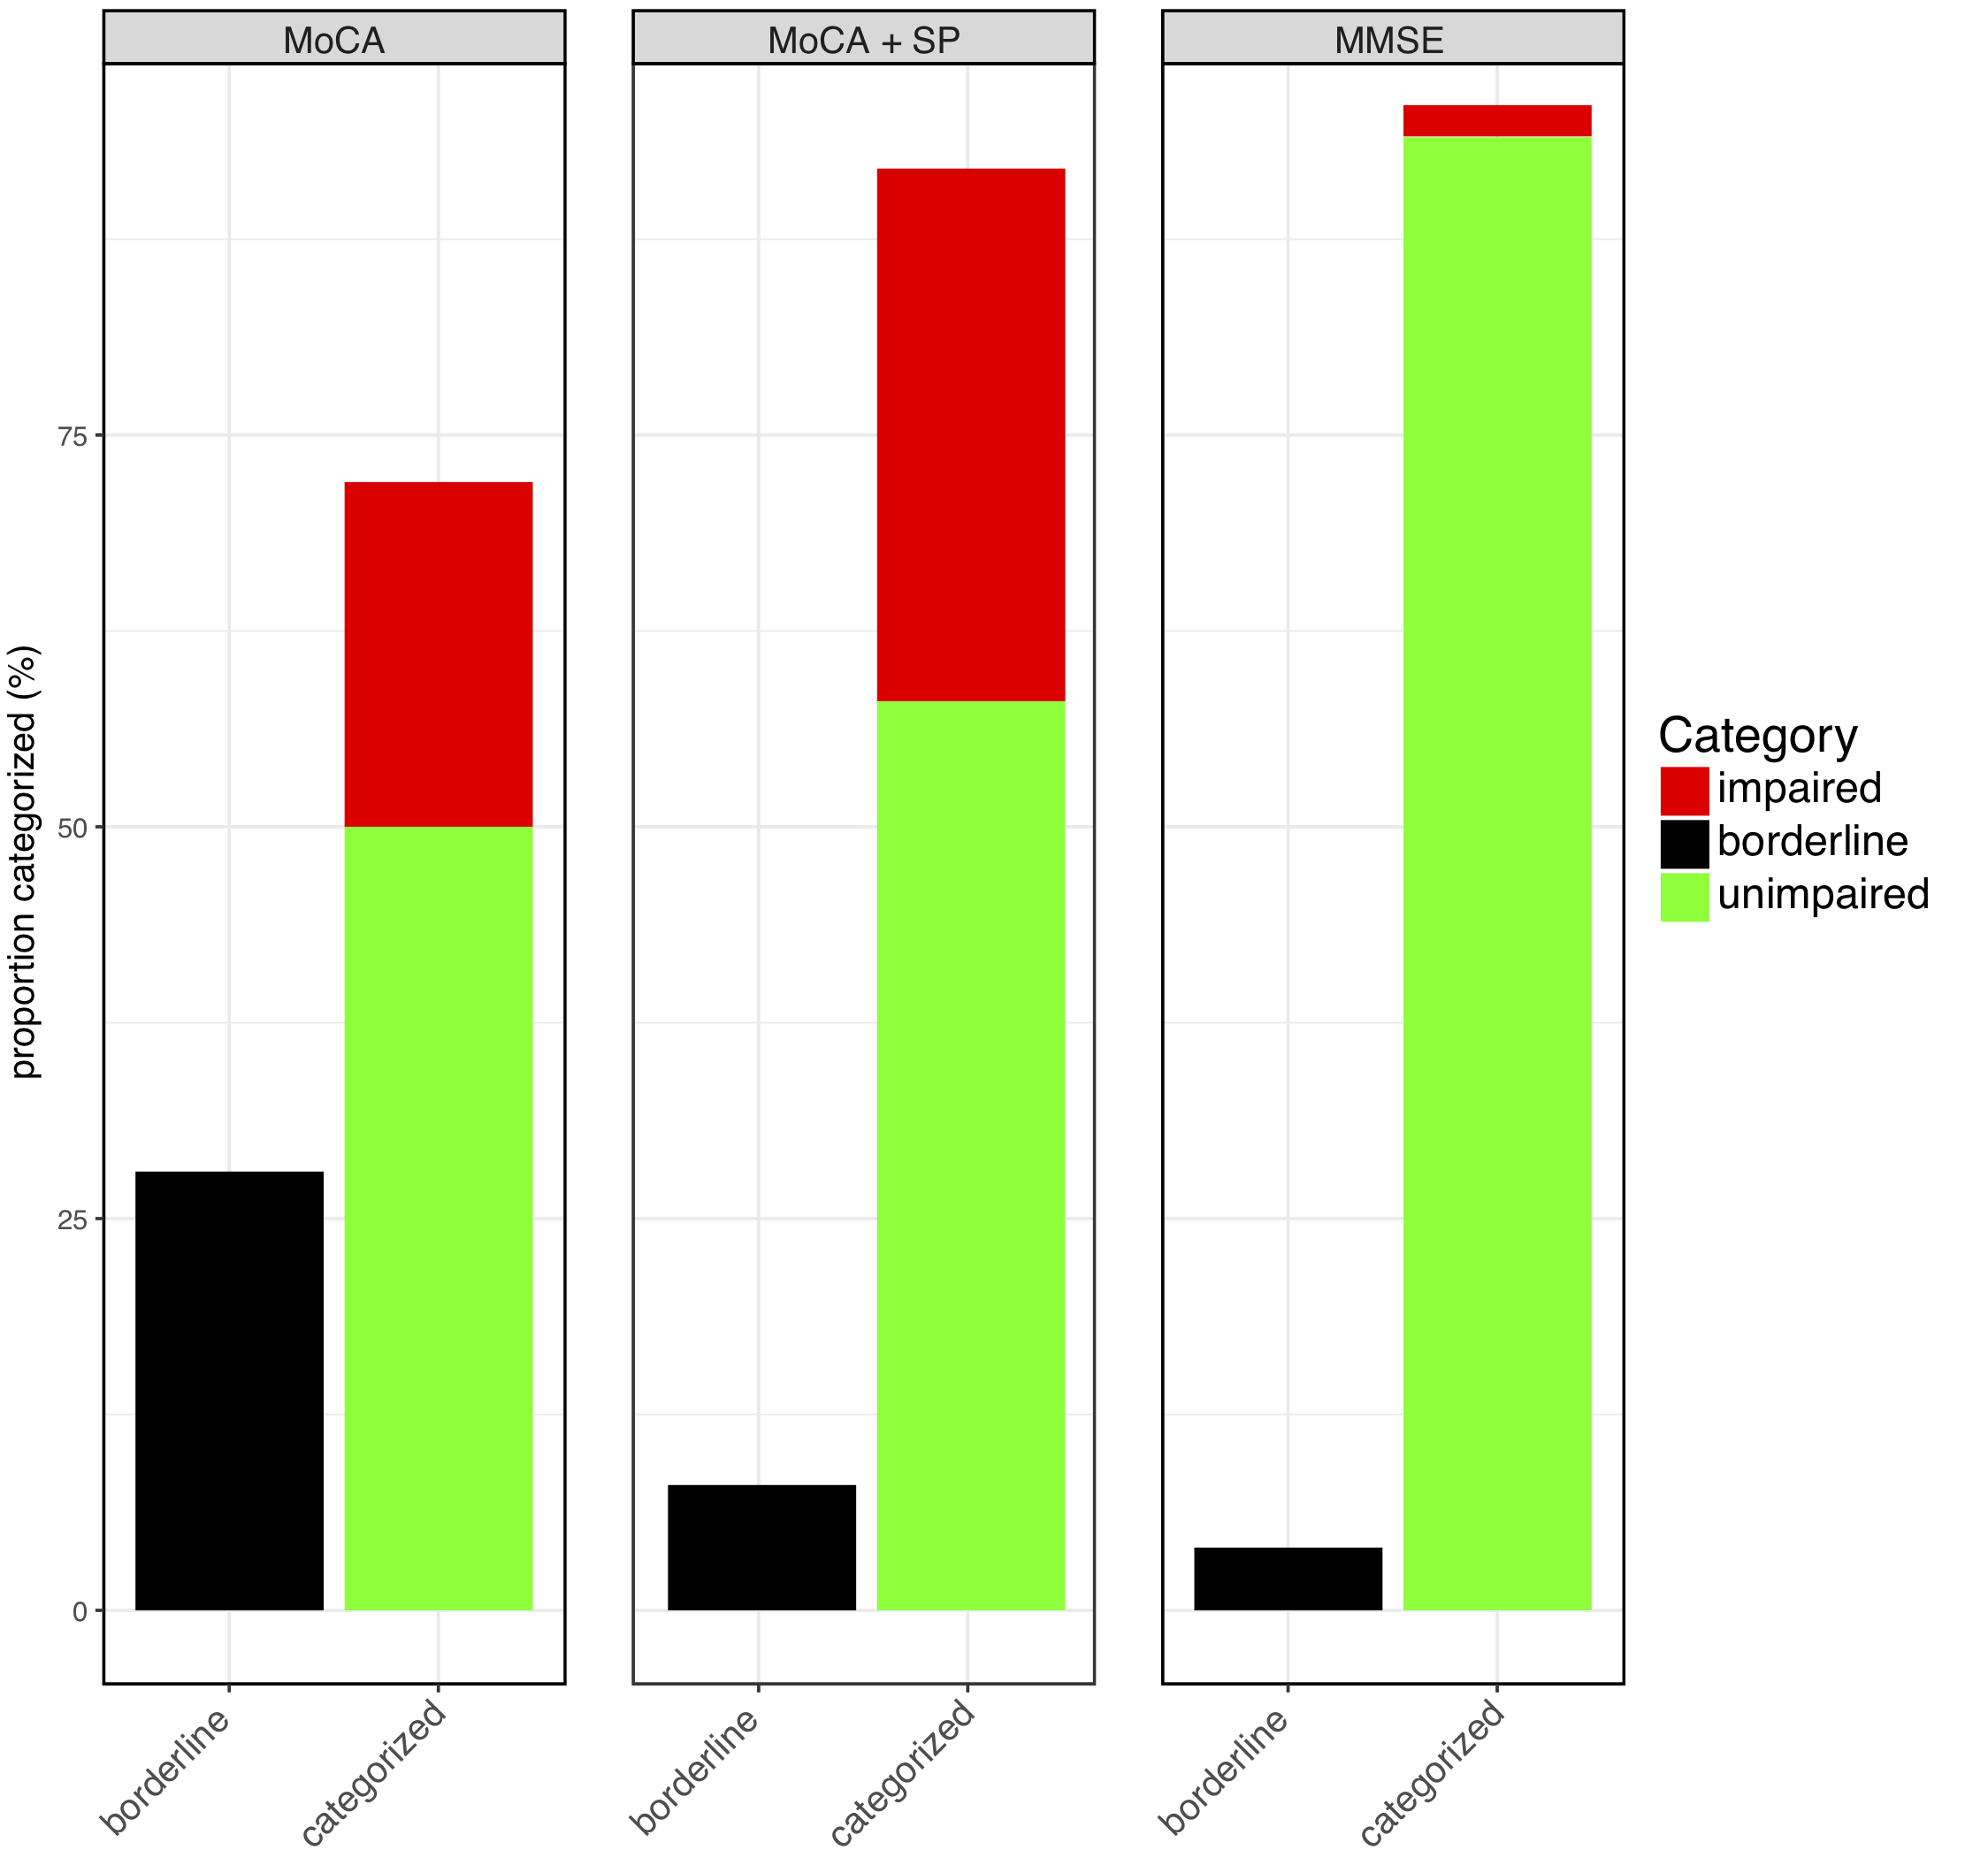 MoCA
MoCA + SP
MMSE
proportion categorized (%)
75
50
25
0
borderline
categorized
borderline
categorized
borderline
categorized
Category
impaired
borderline
unimpaired